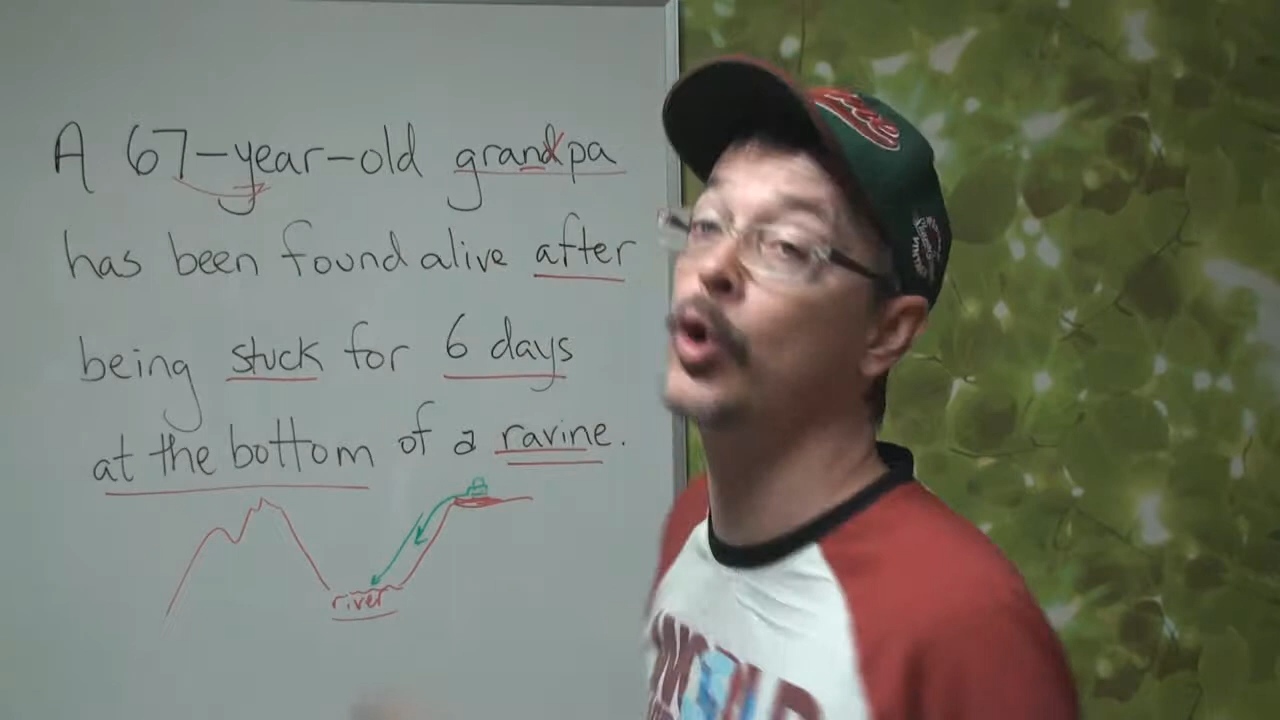 A 67-year-old grandpa
has been found alive after
being stuck for 6 days
at the bottom of a ravine.
river